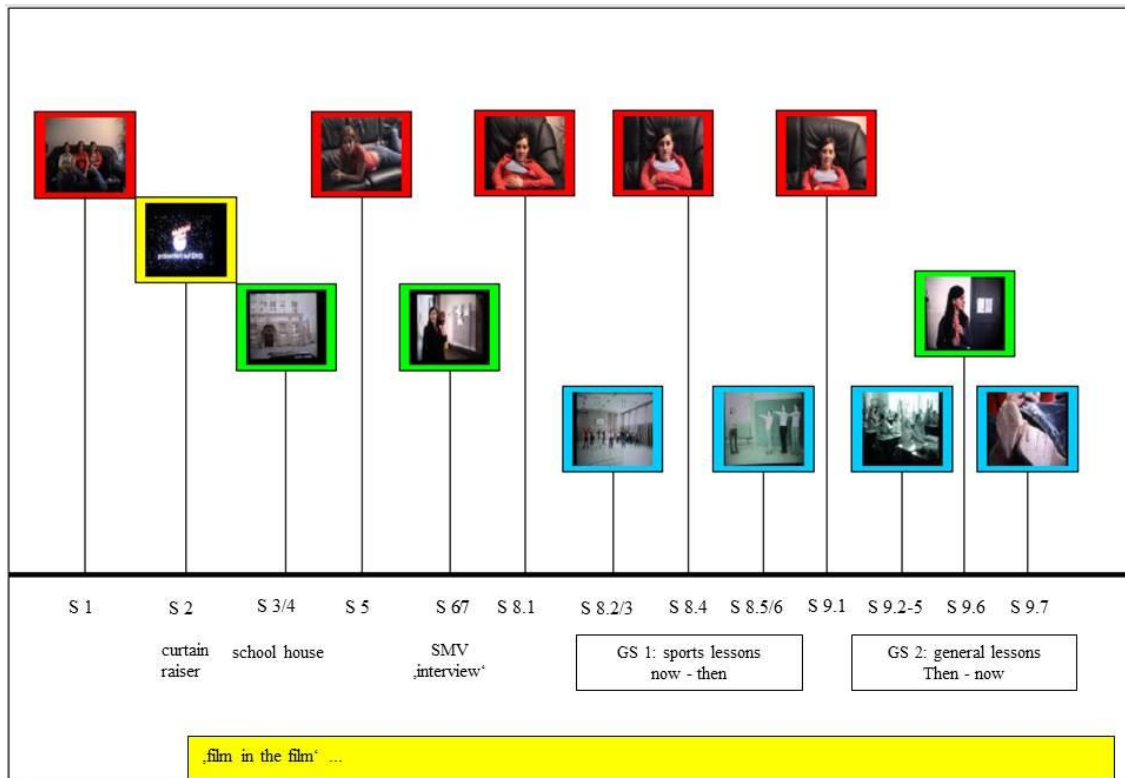 S 1
S 2
S 3/4
S 5
S 67
S 8.1
S 8.2/3
S 8.4
S 8.5/6
S 9.1
S 9.2-5
S 9.6
S 9.7
curtain
raiser
school house
SMV
‚interview‘
GS 1: sports lessons
now - then
GS 2: general lessons
Then - now
‚film in the film‘ ...